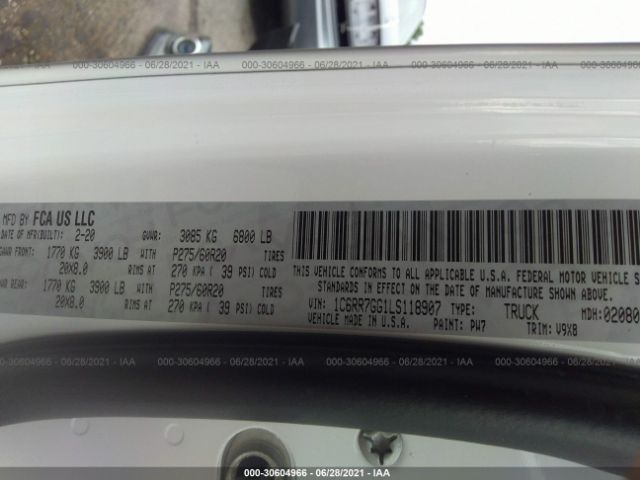 000-30604966 - 06/28/2021 - IAA 000-30604966 - 06/28/2021 - IAA 000-30604966 - 06/28/2021 - IAA
MFD BY FCA US LLC
DATE OF MFR(BUILT): 2-20 GVWR: 3085 KG 6800 LB
GAWR FRONT: 1770 KG 3900 LB WITH P275/60R20 TIRES
20X8.0 RIMS AT 270 KPA ( 39 PSI) COLD
GAWR REAR: 1770 KG 3900 LB WITH P275/60R20 TIRES
20X8.0 RIMS AT 270 KPA ( 39 PSI) COLD
THIS VEHICLE CONFORMS TO ALL APPLICABLE U.S.A. FEDERAL MOTOR VEHICLE
STANDARDS IN EFFECT ON THE DATE OF MANUFACTURE SHOWN ABOVE.
VIN: 1C6RR7GG1LS118907 TYPE: TRUCK MDH:02080
VEHICLE MADE IN U.S.A. PAINT: PW7 TRIM: V9X8
000-30604966 - 06/28/2021 - IAA 000-30604966 - 06/28/2021 - IAA 000-30604966 - 06/28/2021 - IAA
000-30604966 - 06/28/2021 - IAA